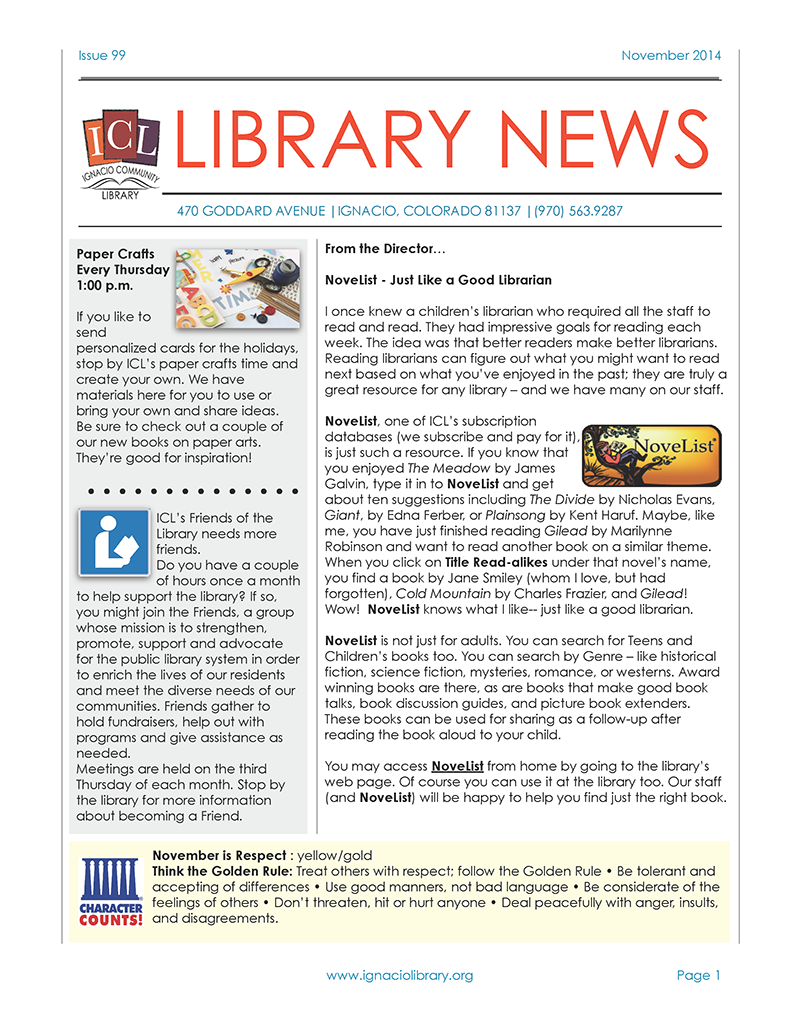 Issue 99
November 2014
ICL
IGNACIO COMMUNITY
LIBRARY
LIBRARY NEWS
470 GODDARD AVENUE | IGNACIO, COLORADO 81137 | (970) 563.9287
Paper Crafts
Every Thursday
1:00 p.m.
If you like to
send
personalized cards for the holidays,
stop by ICL's paper crafts time and
create your own. We have
materials here for you to use or
bring your own and share ideas.
Be sure to check out a couple of
our new books on paper arts.
They're good for inspiration!
ICL's Friends of the
Library needs more
friends.
Do you have a couple
of hours once a month
to help support the library? If so,
you might join the Friends, a group
whose mission is to strengthen,
promote, support and advocate
for the public library system in order
to enrich the lives of our residents
and meet the diverse needs of our
communities. Friends gather to
hold fundraisers, help out with
programs and give assistance as
needed.
Meetings are held on the third
Thursday of each month. Stop by
the library for more information
about becoming a Friend.
From the Director…
NoveList - Just Like a Good Librarian
I once knew a children's librarian who required all the staff to
read and read. They had impressive goals for reading each
week. The idea was that better readers make better librarians.
Reading librarians can figure out what you might want to read
next based on what you've enjoyed in the past; they are truly a
great resource for any library – and we have many on our staff.
NoveList, one of ICL's subscription
databases (we subscribe and pay for it),
is just such a resource. If you know that
you enjoyed The Meadow by James
Galvin, type it in to NoveList and get
about ten suggestions including The Divide by Nicholas Evans,
Giant, by Edna Ferber, or Plainsong by Kent Haruf. Maybe, like
me, you have just finished reading Gilead by Marilynne
Robinson and want to read another book on a similar theme.
When you click on Title Read-alikes under that novel's name,
you find a book by Jane Smiley (whom I love, but had
forgotten), Cold Mountain by Charles Frazier, and Gilead!
Wow!  NoveList knows what I like-- just like a good librarian.
NoveList
NoveList is not just for adults. You can search for Teens and
Children's books too. You can search by Genre – like historical
fiction, science fiction, mysteries, romance, or westerns. Award
winning books are there, as are books that make good book
talks, book discussion guides, and picture book extenders.
These books can be used for sharing as a follow-up after
reading the book aloud to your child.
You may access NoveList from home by going to the library's
web page. Of course you can use it at the library too. Our staff
(and NoveList) will be happy to help you find just the right book.
CHARACTER
COUNTS!
November is Respect : yellow/gold
Think the Golden Rule: Treat others with respect; follow the Golden Rule • Be tolerant and
accepting of differences • Use good manners, not bad language • Be considerate of the
feelings of others • Don't threaten, hit or hurt anyone • Deal peacefully with anger, insults,
and disagreements.
www.ignaciolibrary.org
Page 1